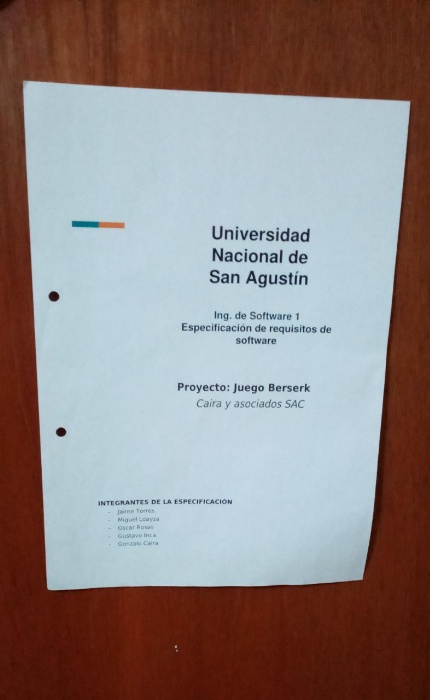 Universidad
Nacional de
San Agustín
Ing. de Software 1
Especificación de requisitos de
software
Proyecto: Juego Berserk
Caira y asociados SAC
INTEGRANTES DE LA ESPECIFICACIÓN
- Jaime Torres
- Miguel Loayza
- Oscar Rosas
- Gustavo Inca
- Gonzalo Caira